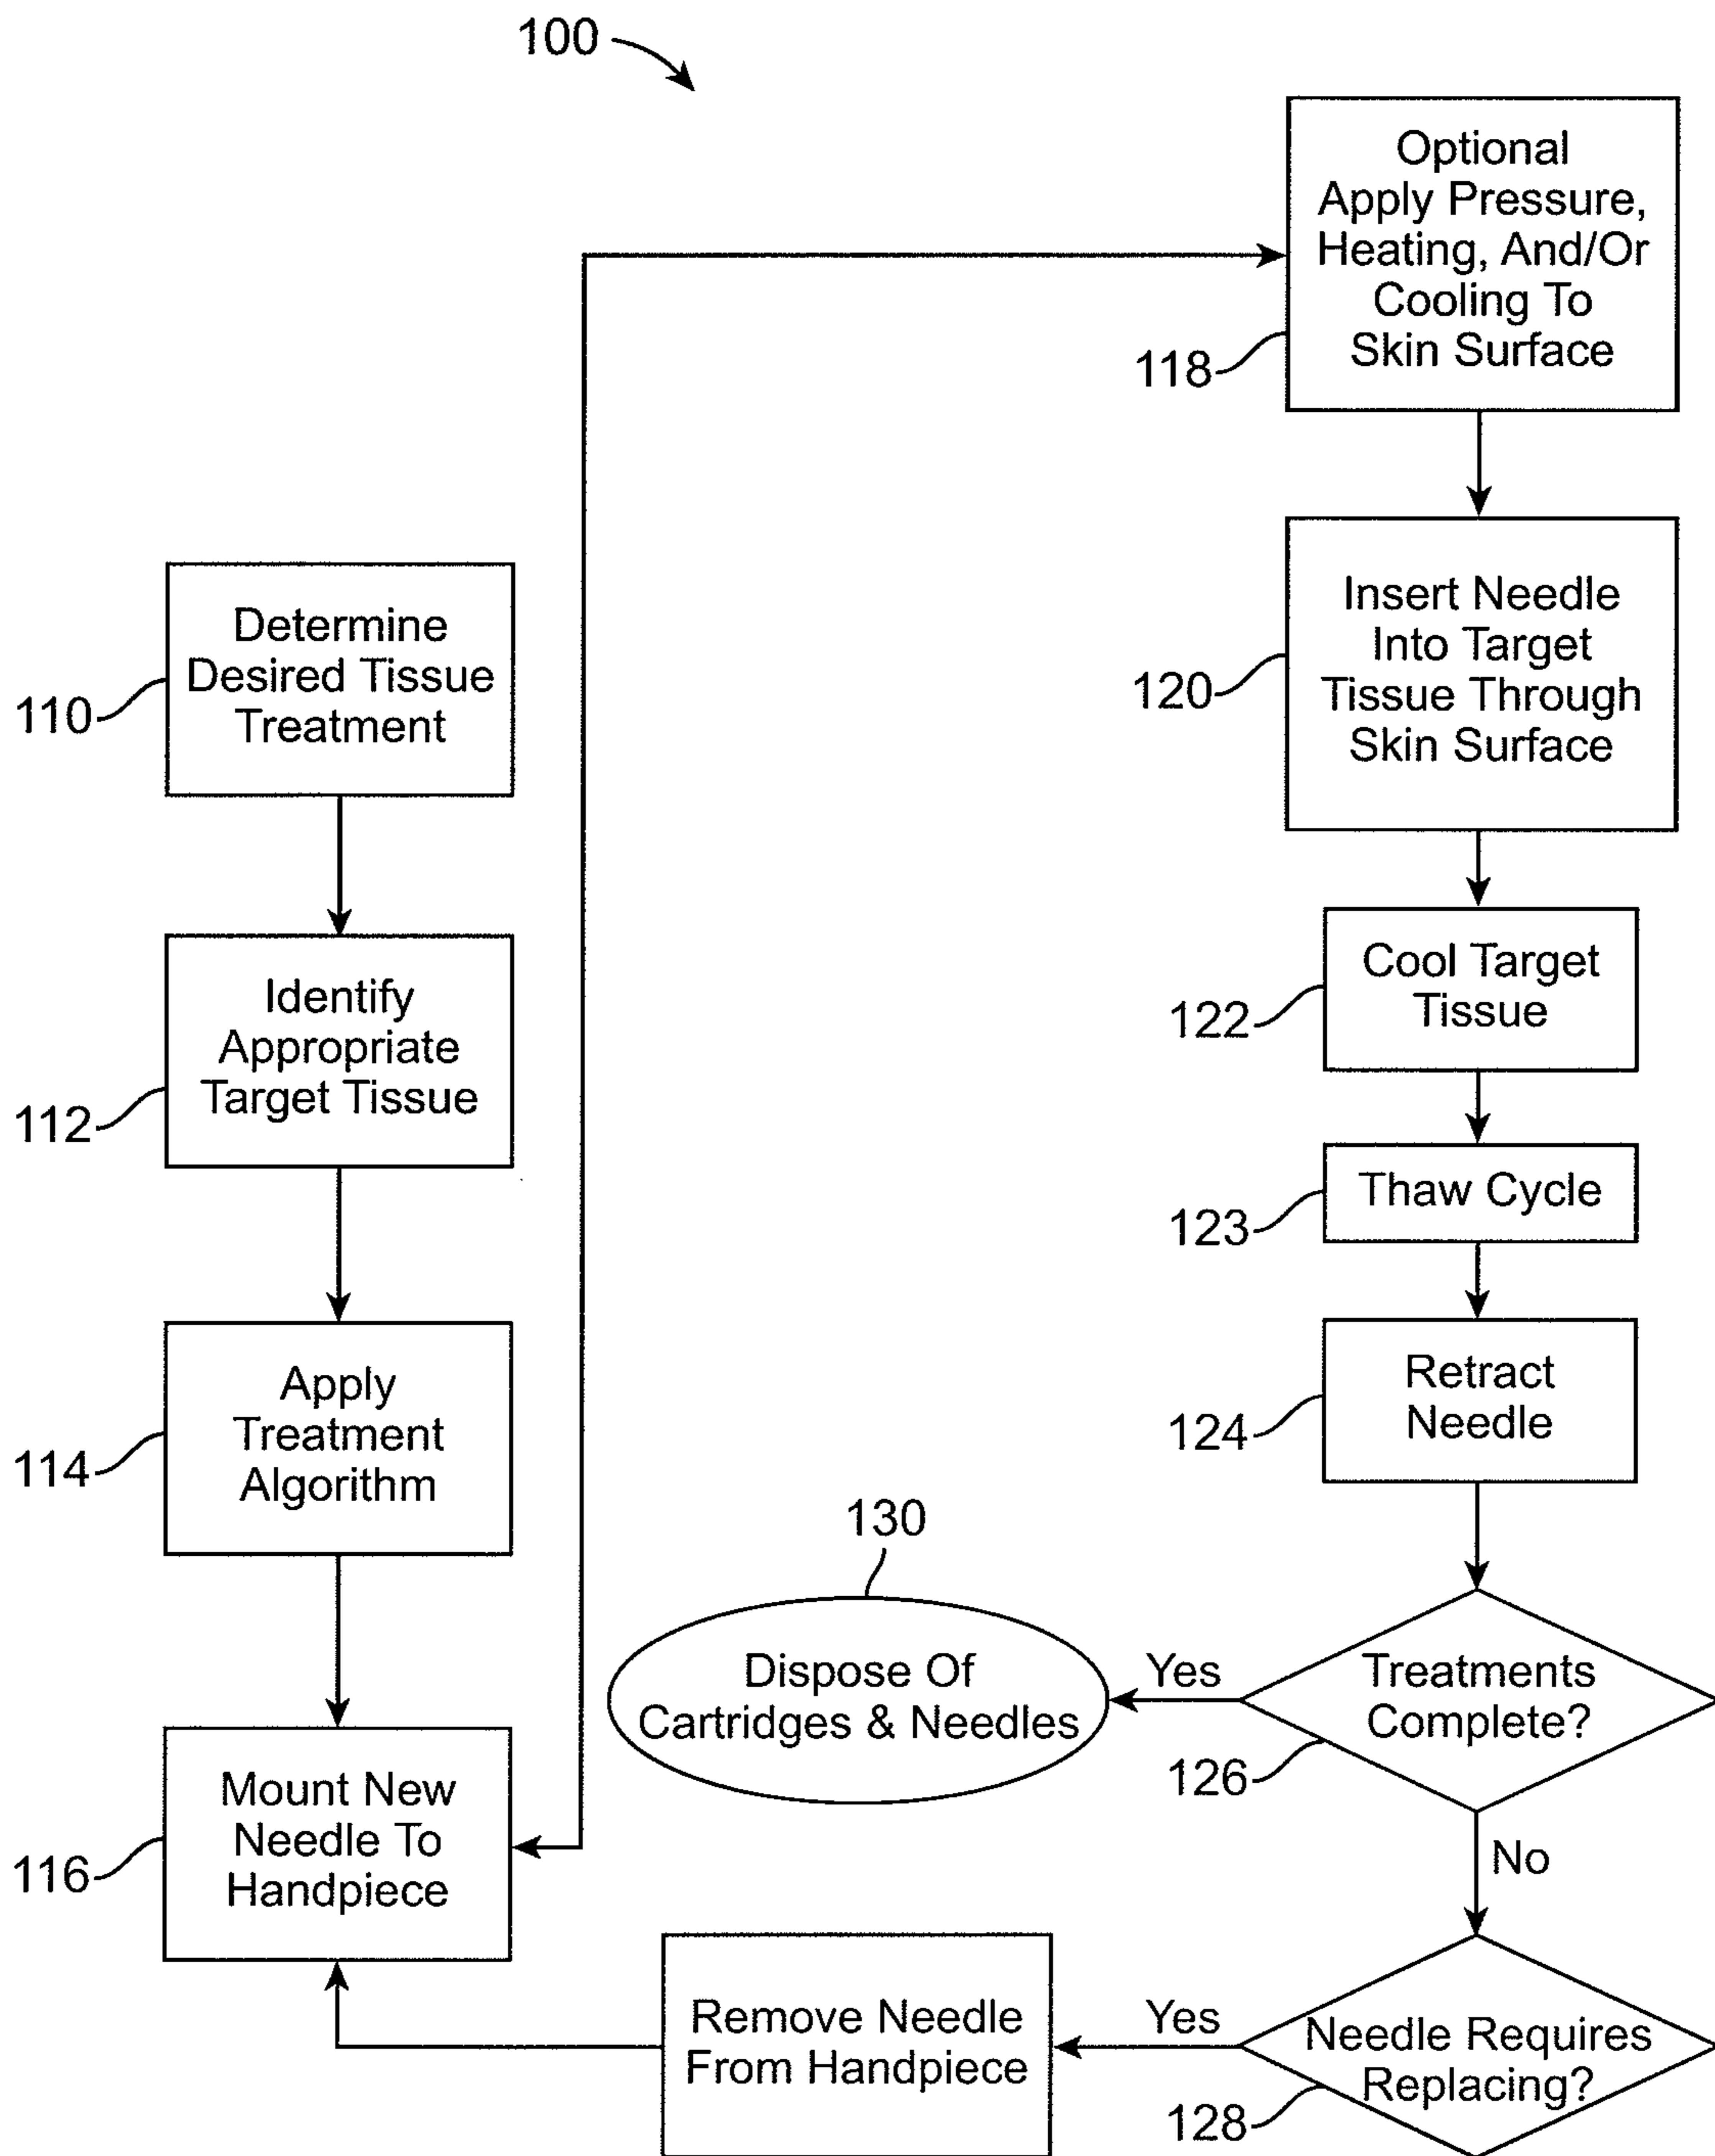 100
Optional
Apply Pressure,
Heating, And/Or
Cooling To
Skin Surface
118
Determine
Desired Tissue
Treatment
110
Insert Needle
Into Target
Tissue Through
Skin Surface
120
Identify
Appropriate
Target Tissue
112
Cool Target
Tissue
122
Thaw Cycle
123
Apply
Treatment
Algorithm
114
Retract
Needle
124
130
Dispose Of
Cartridges & Needles
Yes
Treatments
Complete?
126
Mount New
Needle To
Handpiece
116
No
Remove Needle
From Handpiece
Yes
Needle Requires
Replacing?
128